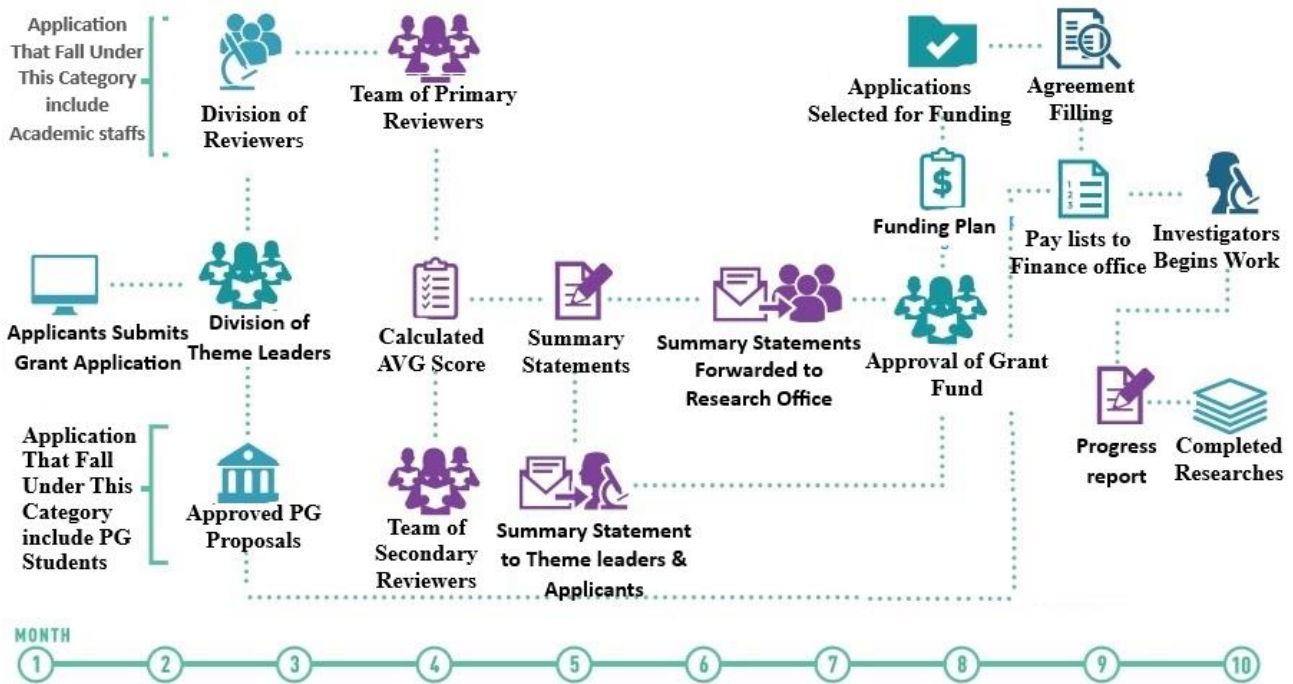 Application
That Fall Under
This Category
include
Academic staffs
Division of
Reviewers
Team of Primary
Reviewers
Applications
Selected for Funding
Agreement
Filling
$
Funding Plan
1
2
3
Pay lists to
Finance office
Investigators
Begins Work
Applicants Submits
Grant Application
Division of
Theme Leaders
Calculated
AVG Score
Summary
Statements
Summary Statements
Forwarded to
Research Office
Approval of Grant
Fund
Progress
report
Completed
Researches
Application
That Fall
Under This
Category
include PG
Students
Approved PG
Proposals
Team of
Secondary
Reviewers
Summary Statement
to Theme leaders &
Applicants
MONTH
1 2 3 4 5 6 7 8 9 10